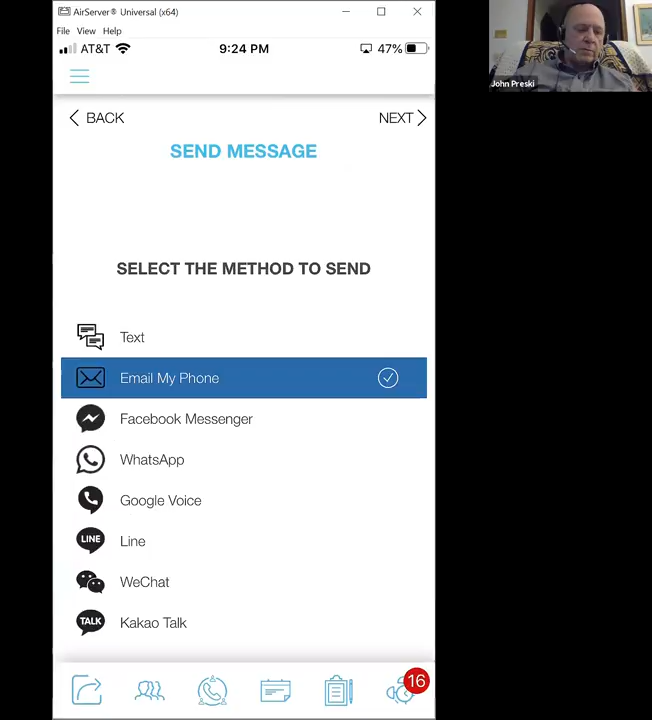 AirServer® Universal (x64)
File View Help
AT&T 9:24 PM 47%
BACK NEXT
SEND MESSAGE
SELECT THE METHOD TO SEND
Text
Email My Phone
Facebook Messenger
WhatsApp
Google Voice
LINE Line
WeChat
TALK Kakao Talk
16
John Preski